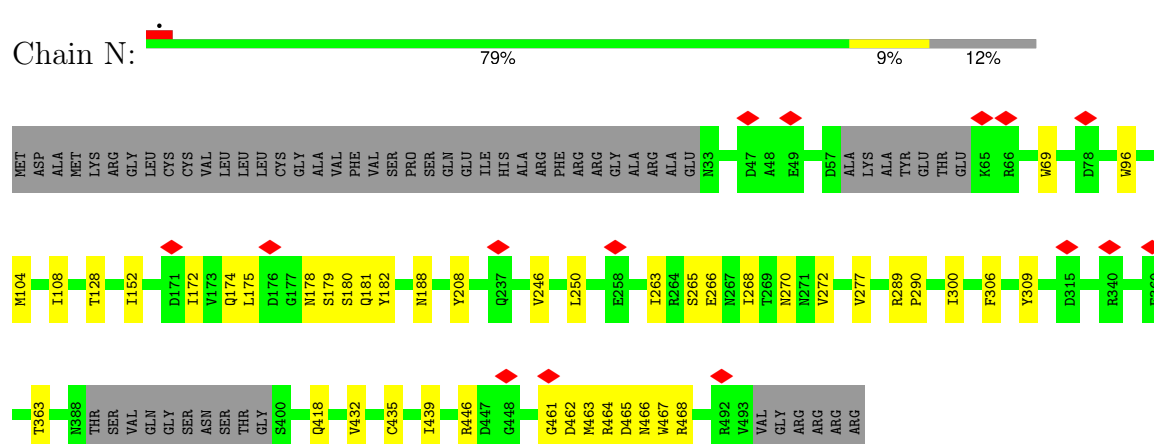 Chain N:
79% 9% 12%
MET ASP ALA MET LYS ARG GLY LEU CYS CYS VAL LEU LEU LEU CYS GLY ALA VAL PHE VAL SER PRO SER GLN GLU ILE HIS ALA ARG PHE ARG ARG GLY ALA ARG ALA GLU N33 D47 A48 E49 D57 ALA LYS ALA TYR GLU THR GLU K65 R66 W69 D78 W96
M104 I108 T128 I152 D171 I172 V173 Q174 L175 D176 G177 N178 S179 S180 Q181 Y182 N188 Y208 Q237 V246 L250 E258 I263 R264 S265 E266 N267 I268 T269 N270 N271 V272 V277 R289 P290 I300 F306 Y309 D315 R340
T363 N388 THR SER VAL GLN GLY SER ASN SER THR GLY S400 Q418 V432 C435 I439 R446 D447 G448 G461 D462 M463 R464 D465 N466 W467 R468 R492 V493 VAL GLY ARG ARG ARG ARG